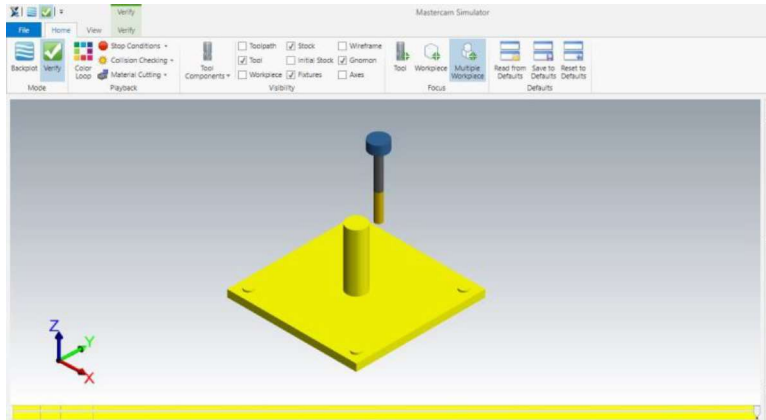 Verify
Mastercam Simulator
File Home View Verify
Backplot
Verify
Mode
Color Loop
Stop Conditions
Collision Checking
Material Cutting
Playback
Tool Components
Toolpath Stock Wireframe
Tool Initial Stock Gnomon
Workpiece Fixtures Axes
Visibility
Tool
Workpiece
Multiple Workpiece
Focus
Read from Defaults
Save to Defaults
Reset to Defaults
Defaults
Z
Y
X